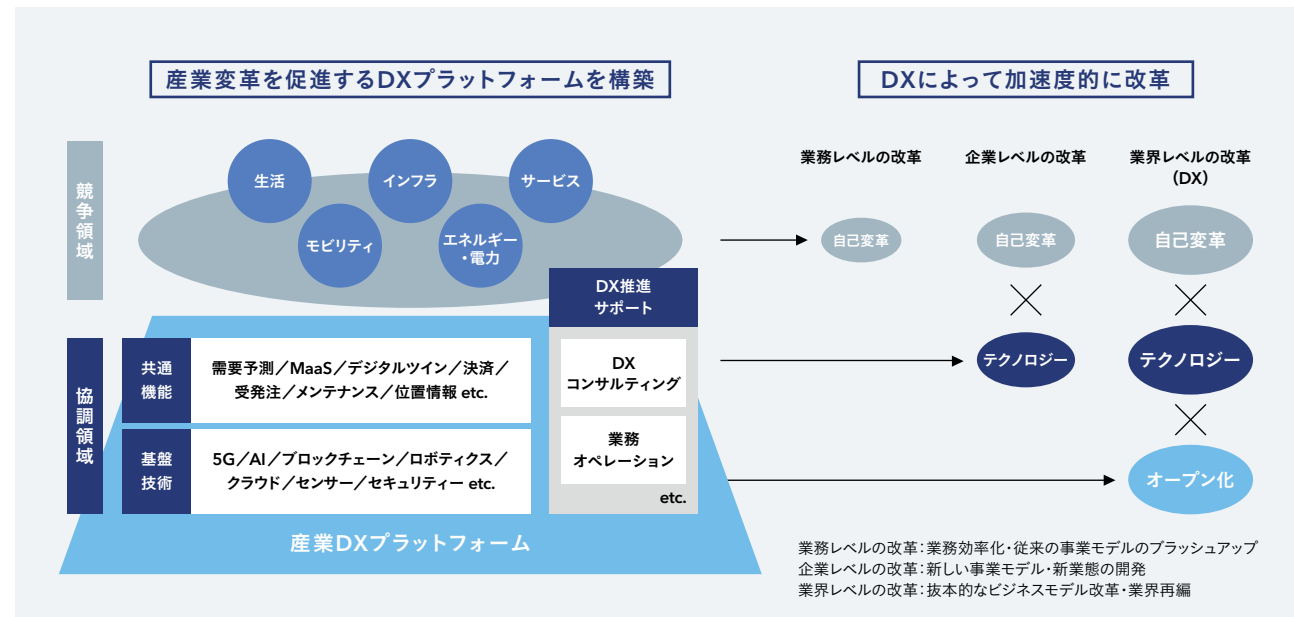 産業変革を促進するDXプラットフォームを構築
競争領域
生活
インフラ
サービス
モビリティ
エネルギー
・電力
DX推進
サポート
協調領域
共通
機能
需要予測／MaaS／デジタルツイン／決済／
受発注／メンテナンス／位置情報 etc.
DX
コンサルティング
基盤
技術
5G／AI／ブロックチェーン／ロボティクス／
クラウド／センサー／セキュリティー etc.
業務
オペレーション
etc.
産業DXプラットフォーム
DXによって加速度的に改革
業務レベルの改革
企業レベルの改革
業界レベルの改革
（DX）
自己変革
自己変革
自己変革
テクノロジー
テクノロジー
オープン化
業務レベルの改革：業務効率化・従来の事業モデルのブラッシュアップ
企業レベルの改革：新しい事業モデル・新業態の開発
業界レベルの改革：抜本的なビジネスモデル改革・業界再編